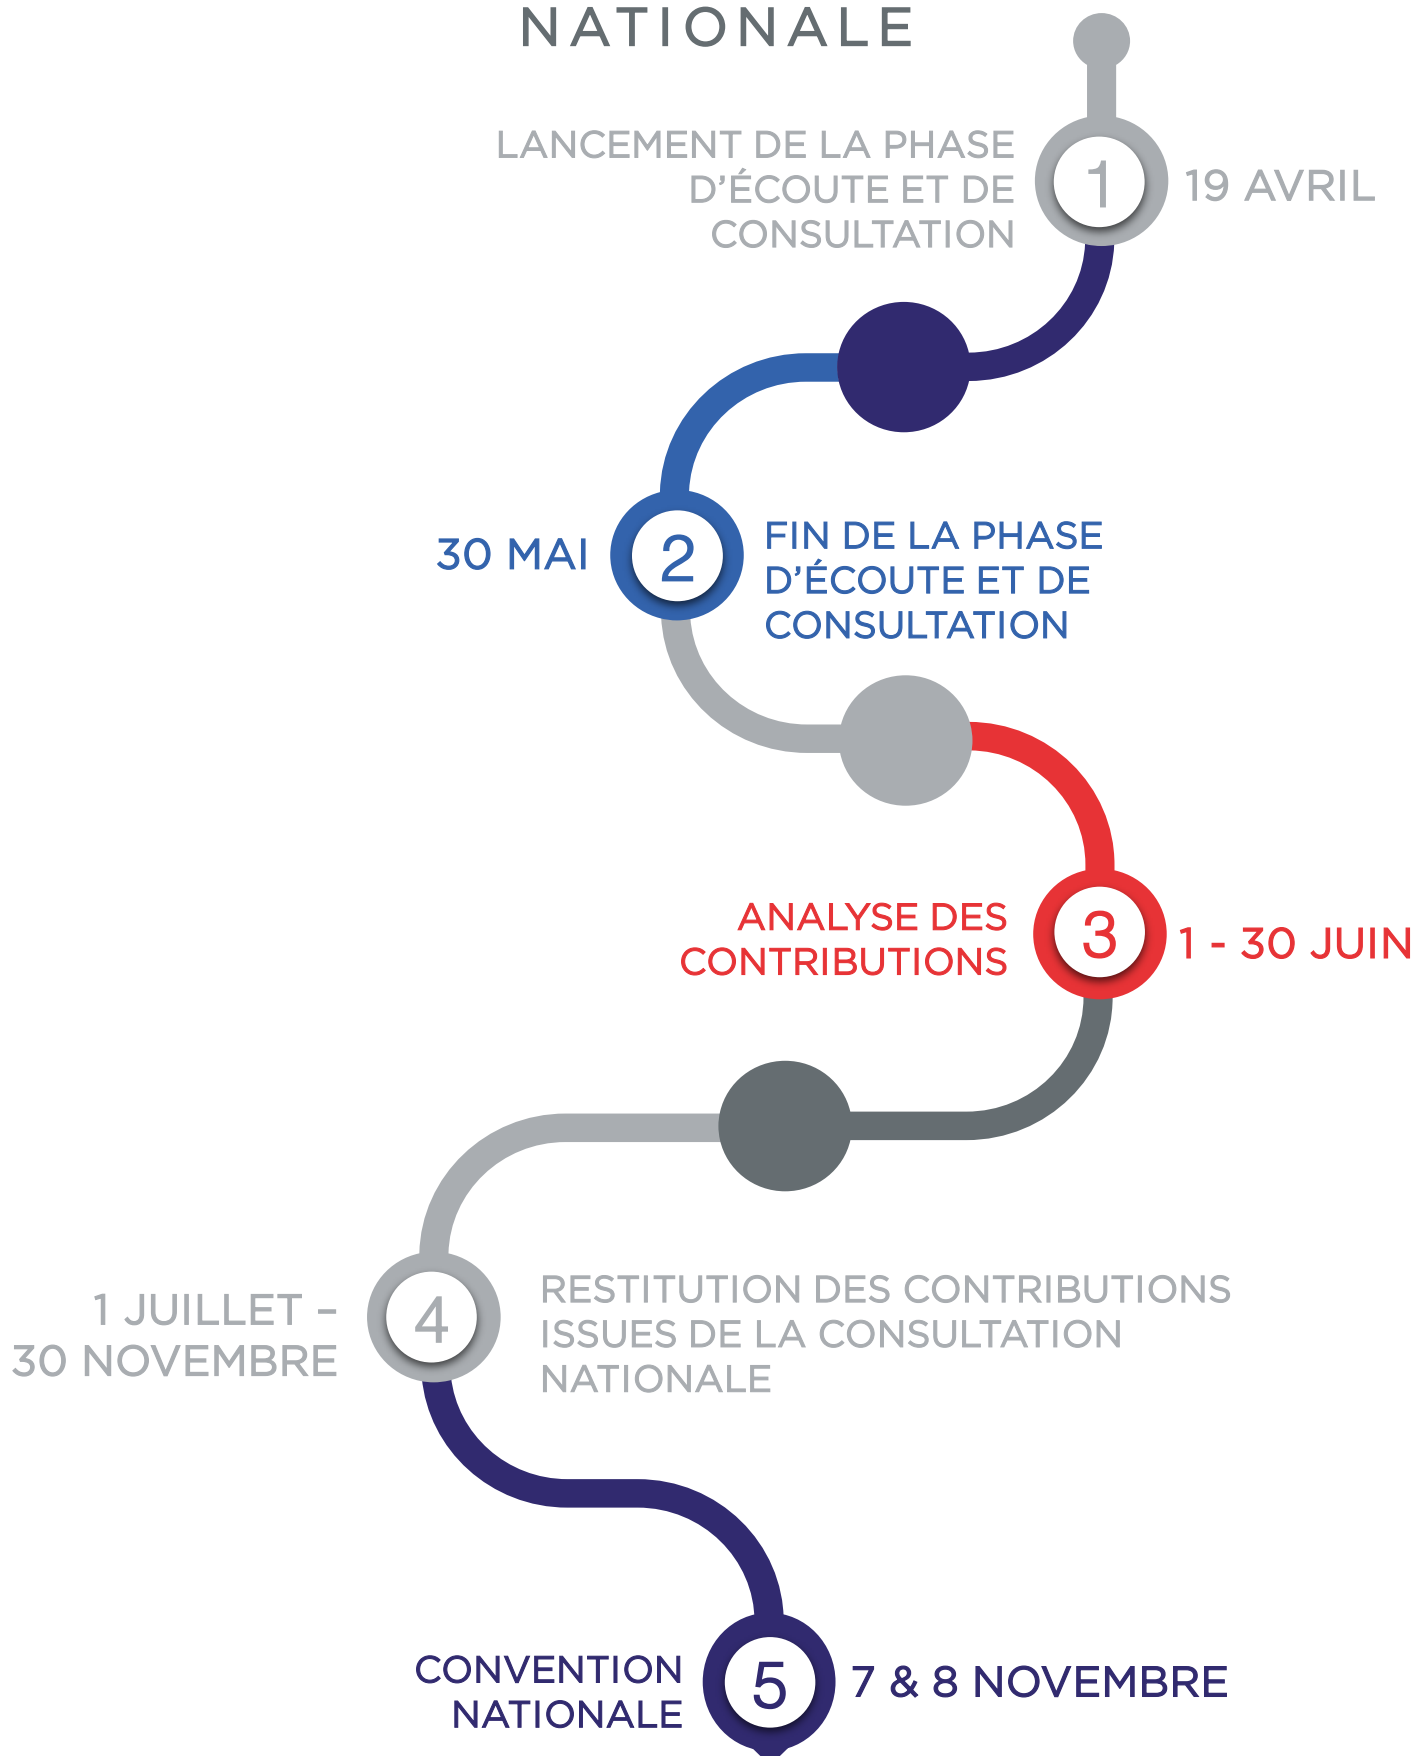 NATIONALE
LANCEMENT DE LA PHASE
D'ÉCOUTE ET DE
CONSULTATION
1
19 AVRIL
30 MAI
2
FIN DE LA PHASE
D'ÉCOUTE ET DE
CONSULTATION
ANALYSE DES
CONTRIBUTIONS
3
1 - 30 JUIN
1 JUILLET –
30 NOVEMBRE
4
RESTITUTION DES CONTRIBUTIONS
ISSUES DE LA CONSULTATION
NATIONALE
CONVENTION
NATIONALE
5
7 & 8 NOVEMBRE